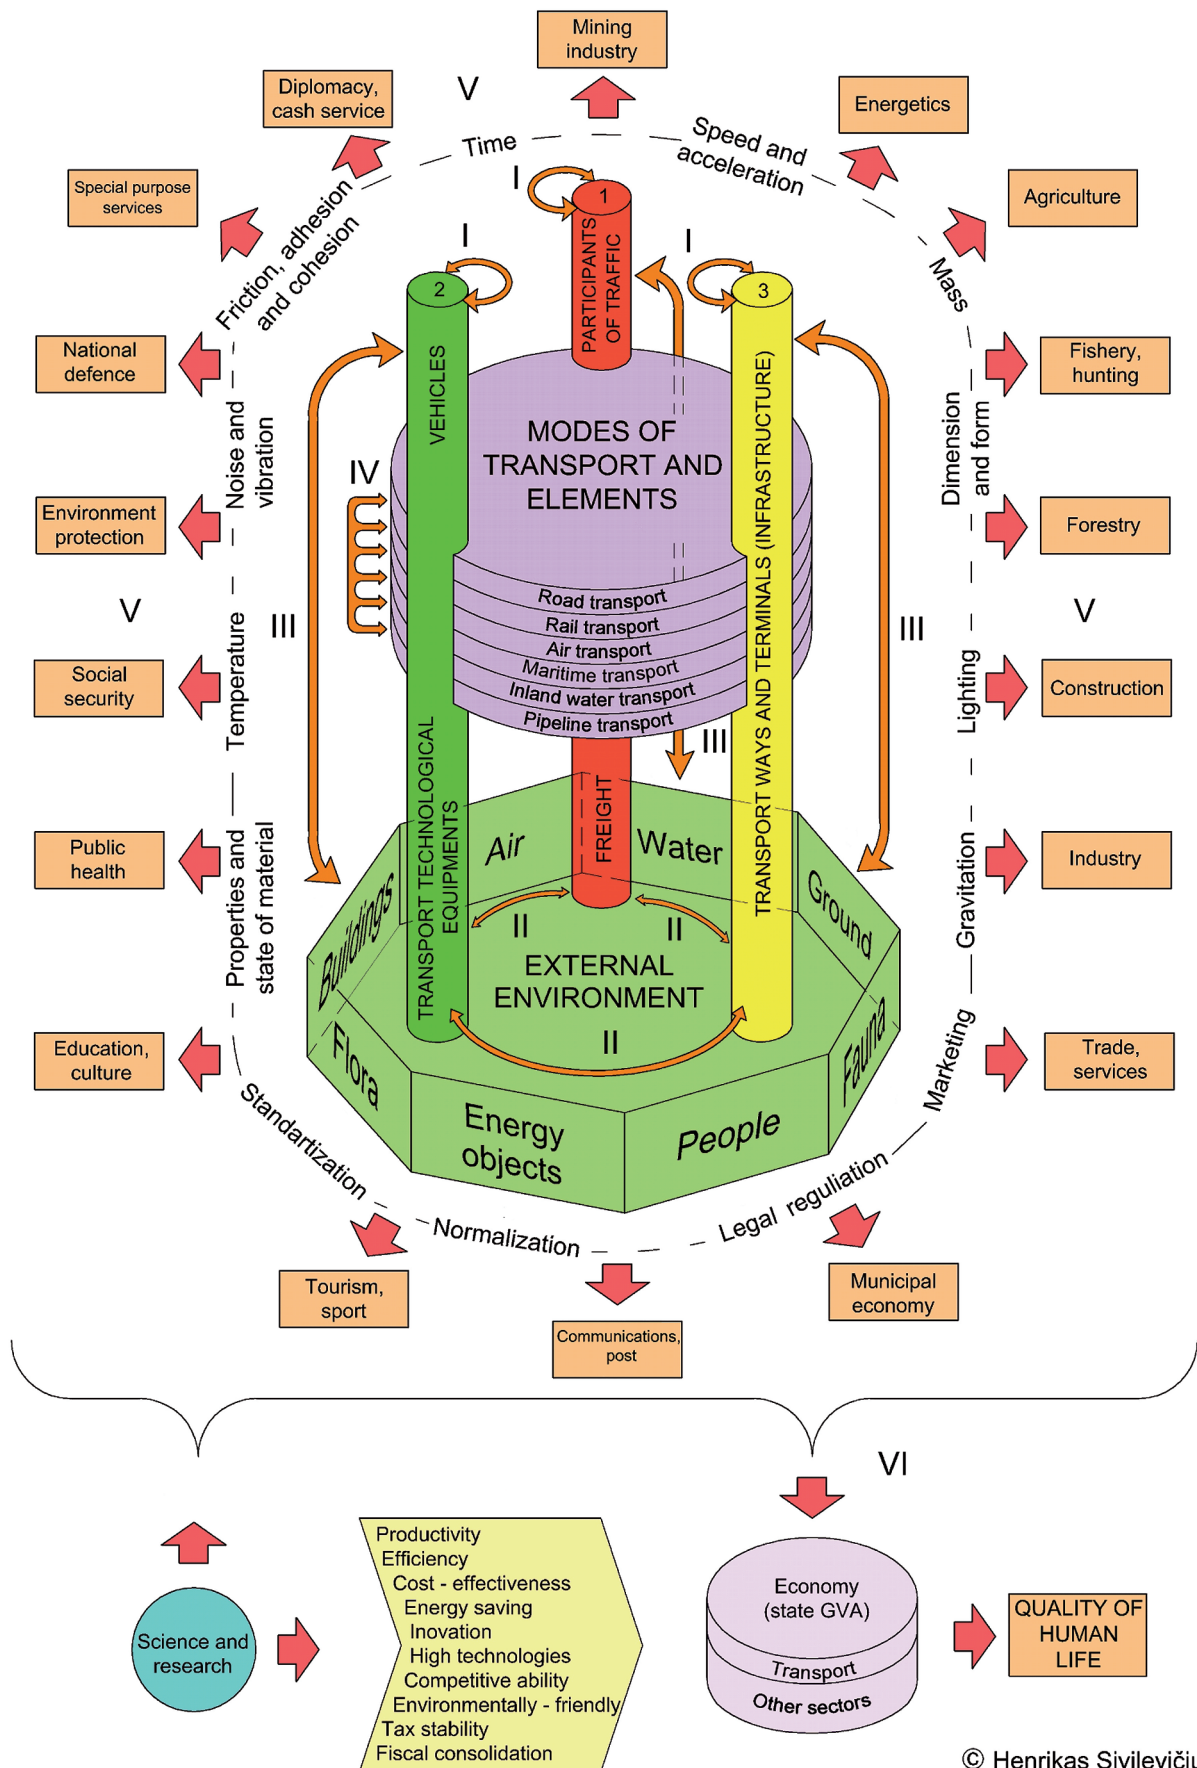 Mining
industry
Diplomacy,
cash service
V
Energetics
Time
Speed and
acceleration
Special purpose
services
Agriculture
I
1
PARTICIPANTS
OF TRAFFIC
I
2
I
3
Friction, adhesion
and cohesion
Mass
National
defence
Fishery,
hunting
VEHICLES
MODES OF
TRANSPORT AND
ELEMENTS
TRANSPORT WAYS AND TERMINALS (INFRASTRUCTURE)
Noise and
vibration
Dimension
and form
IV
Environment
protection
Forestry
V
III
III
V
Road transport
Rail transport
Air transport
Maritime transport
Inland water transport
Pipeline transport
Temperature
Lighting
Social
security
Construction
III
TRANSPORT TECHNOLOGICAL
EQUIPMENTS
FREIGHT
Air
Water
Public
health
Industry
Properties and
state of material
Gravitation
Buildings
Ground
II
II
EXTERNAL
ENVIRONMENT
II
Flora
Fauna
Energy
objects
People
Education,
culture
Trade,
services
Marketing
Standartization
Legal reguliation
Normalization
Tourism,
sport
Municipal
economy
Communications,
post
VI
Productivity
Efficiency
Cost - effectiveness
Energy saving
Inovation
High technologies
Competitive ability
Environmentally - friendly
Tax stability
Fiscal consolidation
Science and
research
Economy
(state GVA)
Transport
Other sectors
QUALITY OF
HUMAN
LIFE
© Henrikas Sivilevičiu